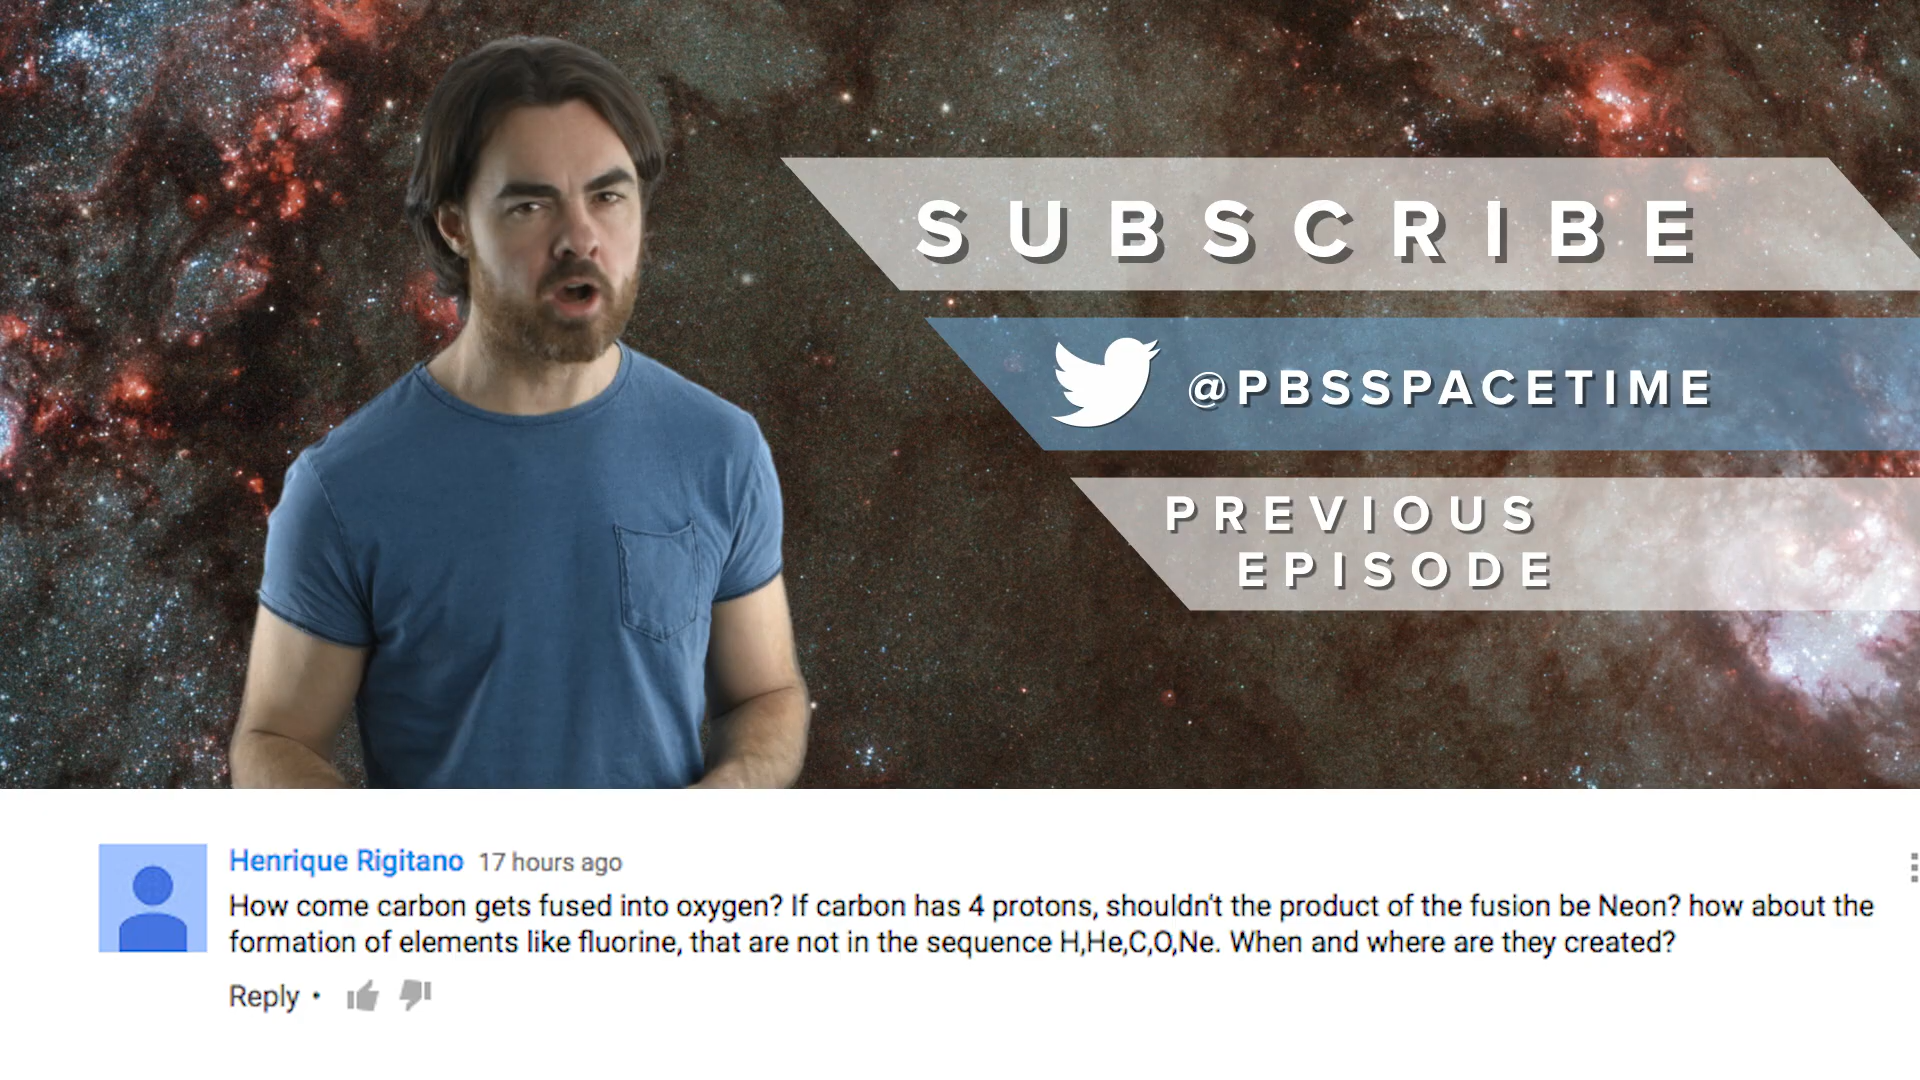 SUBSCRIBE
@PBSSPACETIME
PREVIOUS
EPISODE
Henrique Rigitano 17 hours ago
How come carbon gets fused into oxygen? If carbon has 4 protons, shouldn't the product of the fusion be Neon? how about the
formation of elements like fluorine, that are not in the sequence H,He,C,O,Ne. When and where are they created?
Reply •